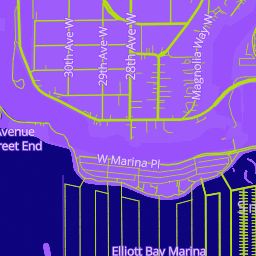 30th Ave W
29th Ave W
28th Ave W
Magnolia Way W
Avenue
reet End
W Marina Pl
Elliott Bay Marina